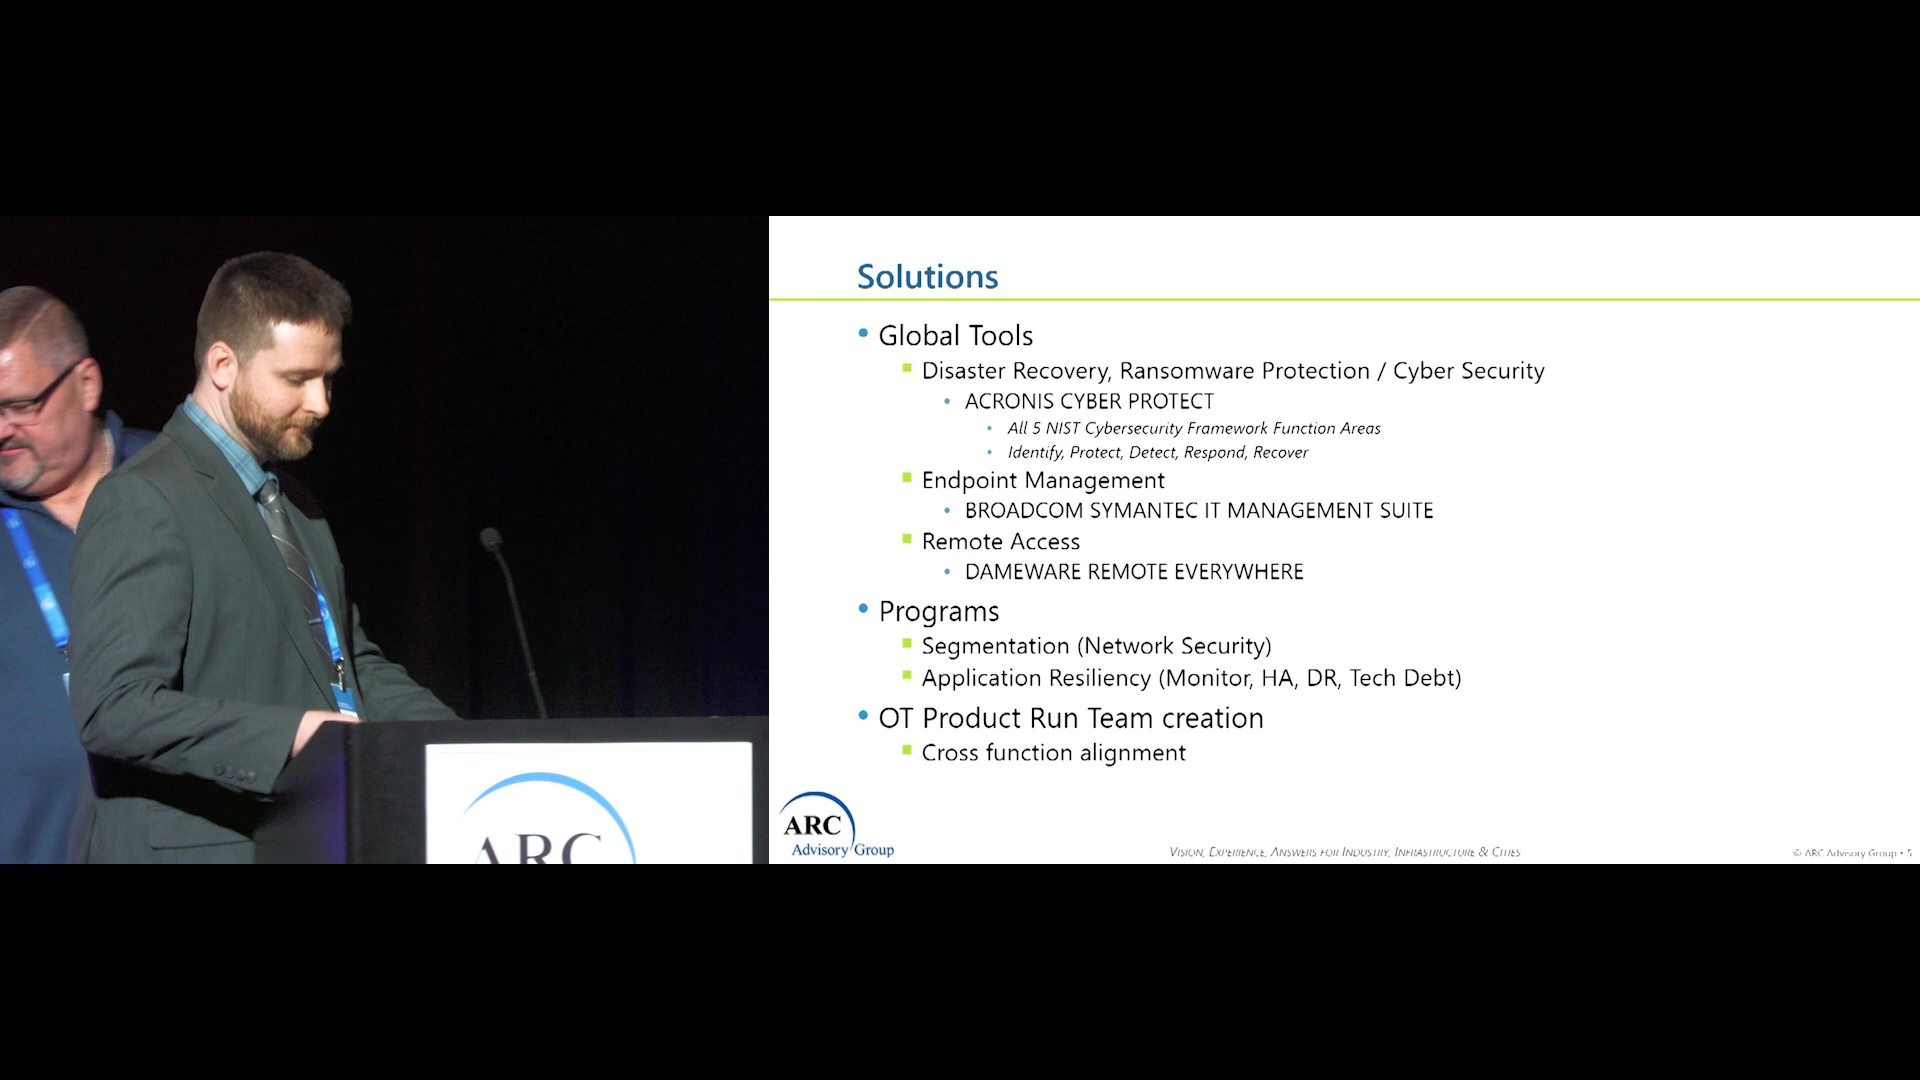 Solutions
• Global Tools
▪ Disaster Recovery, Ransomware Protection / Cyber Security
• ACRONIS CYBER PROTECT
• All 5 NIST Cybersecurity Framework Function Areas
• Identify, Protect, Detect, Respond, Recover
▪ Endpoint Management
• BROADCOM SYMANTEC IT MANAGEMENT SUITE
▪ Remote Access
• DAMEWARE REMOTE EVERYWHERE
• Programs
▪ Segmentation (Network Security)
▪ Application Resiliency (Monitor, HA, DR, Tech Debt)
• OT Product Run Team creation
▪ Cross function alignment
ARC
Advisory Group
VISION, EXPERIENCE, ANSWERS FOR INDUSTRY, INFRASTRUCTURE & CITIES
© ARC Advisory Group • 5
ARC